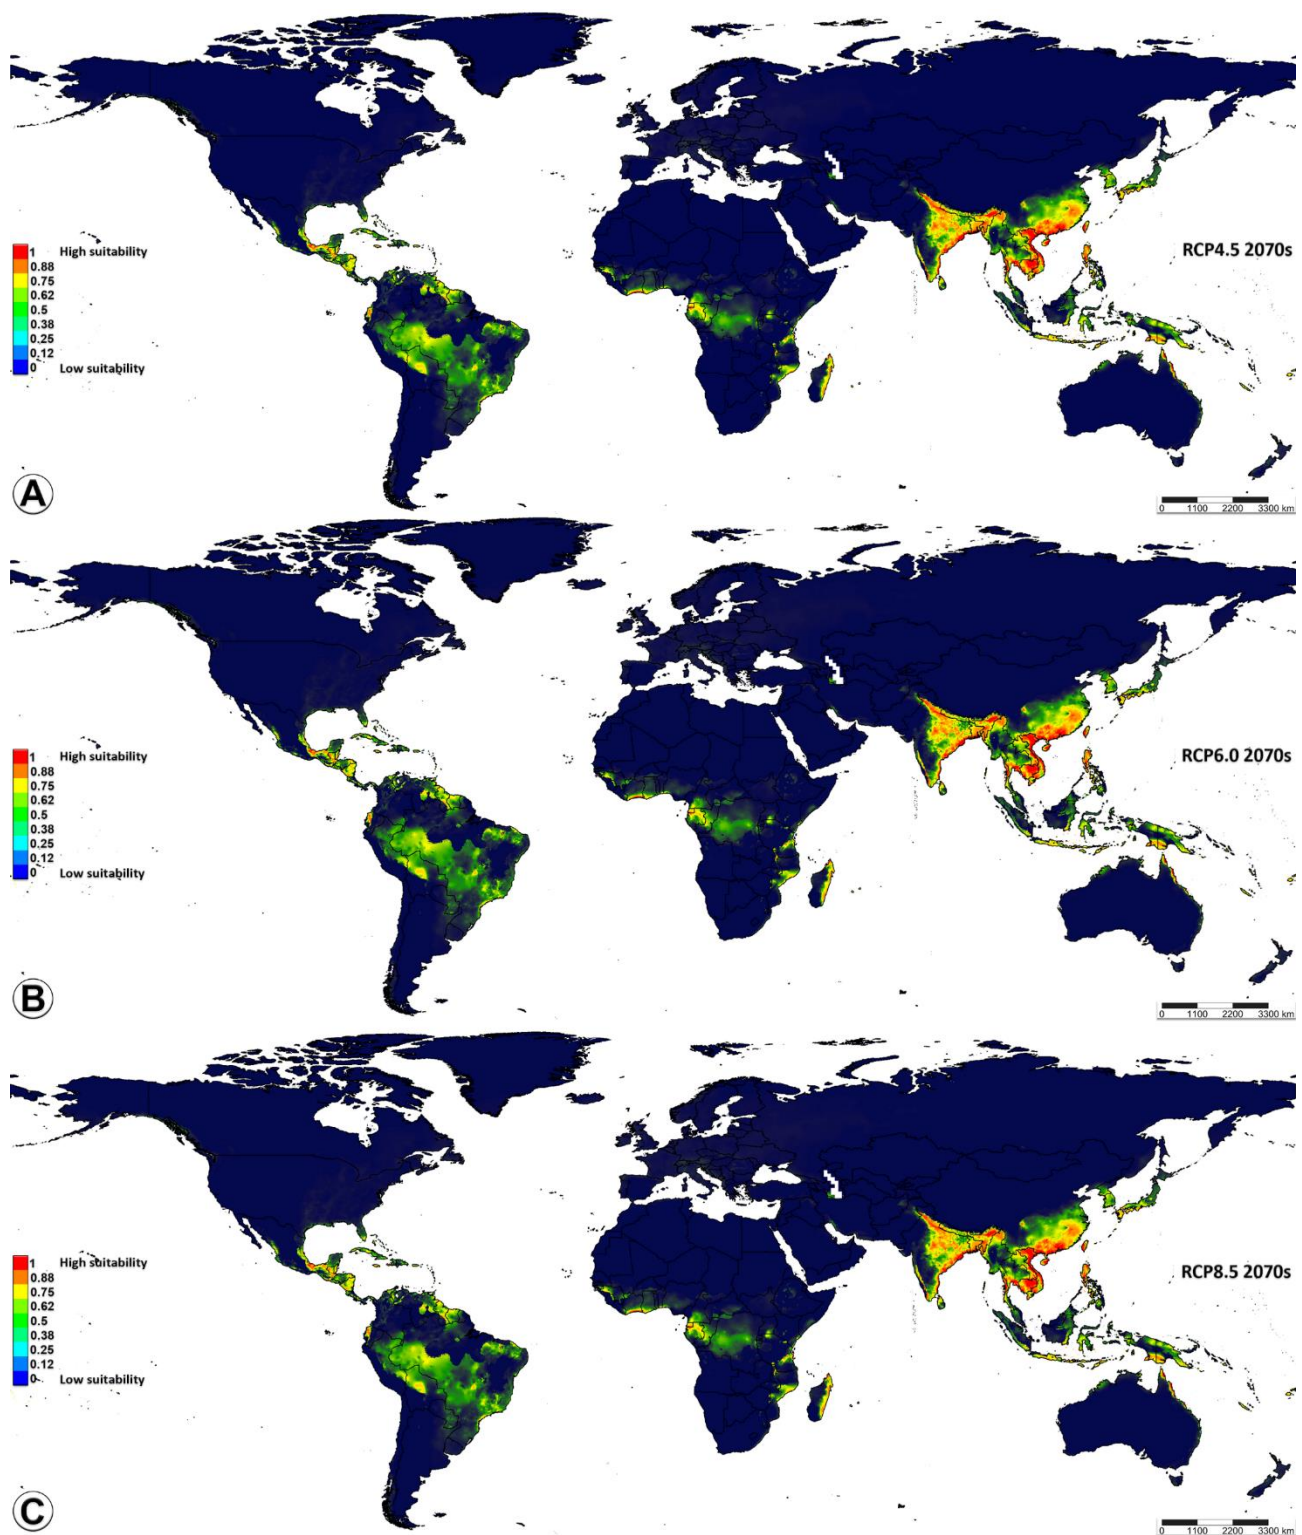 1 High suitability
0.88
0.75
0.62
0.5
0.38
0.25
0.12
0 Low suitability
RCP4.5 2070s
A
0 1100 2200 3300 km
1 High suitability
0.88
0.75
0.62
0.5
0.38
0.25
0.12
0 Low suitability
RCP6.0 2070s
B
0 1100 2200 3300 km
1 High suitability
0.88
0.75
0.62
0.5
0.38
0.25
0.12
0 Low suitability
RCP8.5 2070s
C
0 1100 2200 3300 km